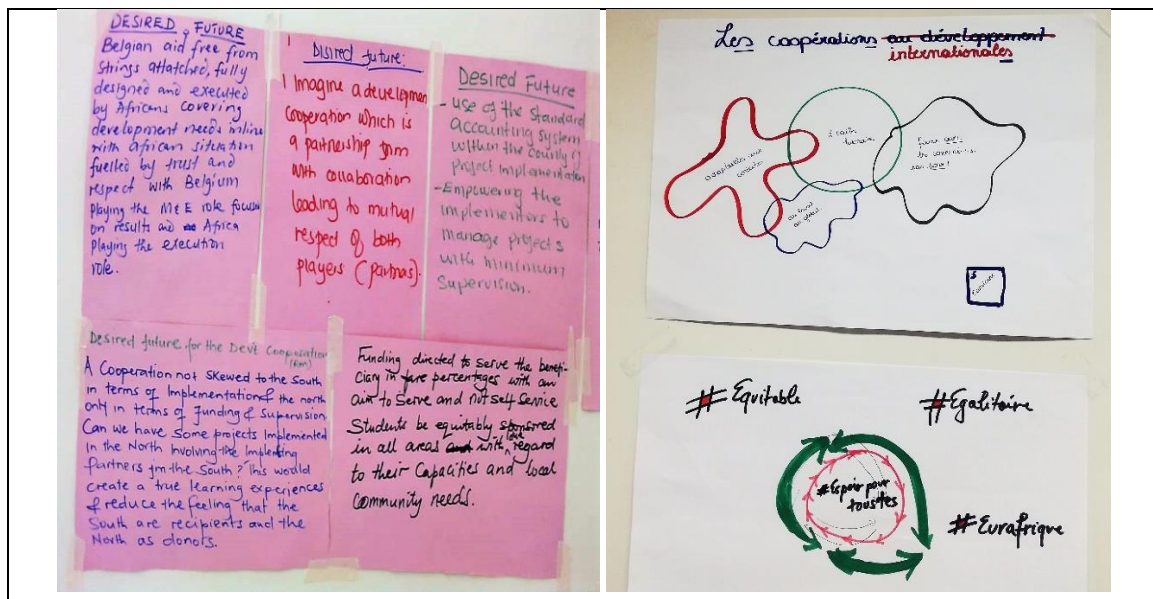 DESIRED FUTURE
Belgian aid free from
Strings attatched, fully
designed and executed
by Africans covering
development needs inline
with african situation
fuelled by trust and
respect with Belgium
playing the M&E role focus
on results and Africa
playing the execution
role.
Disired future:
I Imagine a developmen
cooperation which is
a partnership
with collaboration
leading to mutual
respect of both
players (partners).
Desired Future
- use of the standard
accounting system
within the county of
project implementation
- Empowering the
implementors to
manage projects
with minimum
Supervision.
Desired future for the Devt Cooperation
A Cooperation not skewed to the South
in terms of Implementation & the north
only in terms of Funding & Supervision
Can we have some projects Implemented
In the North Involving the Implementing
Partners in the South? This would
create a true learning experiences
& reduce the feeling that the
South are recipients and the
North as donors.
Funding directed to serve the benefi-
ciary in fare percentages with an
aim to Serve and not self service
Students be equitably sponsored
in all areas with regard
to their Capacities and local
Community needs.
Les coopérations au développement
internationales
#Equitable
#Egalitaire
#Espoir pour
tous·tes
#Eurafrique